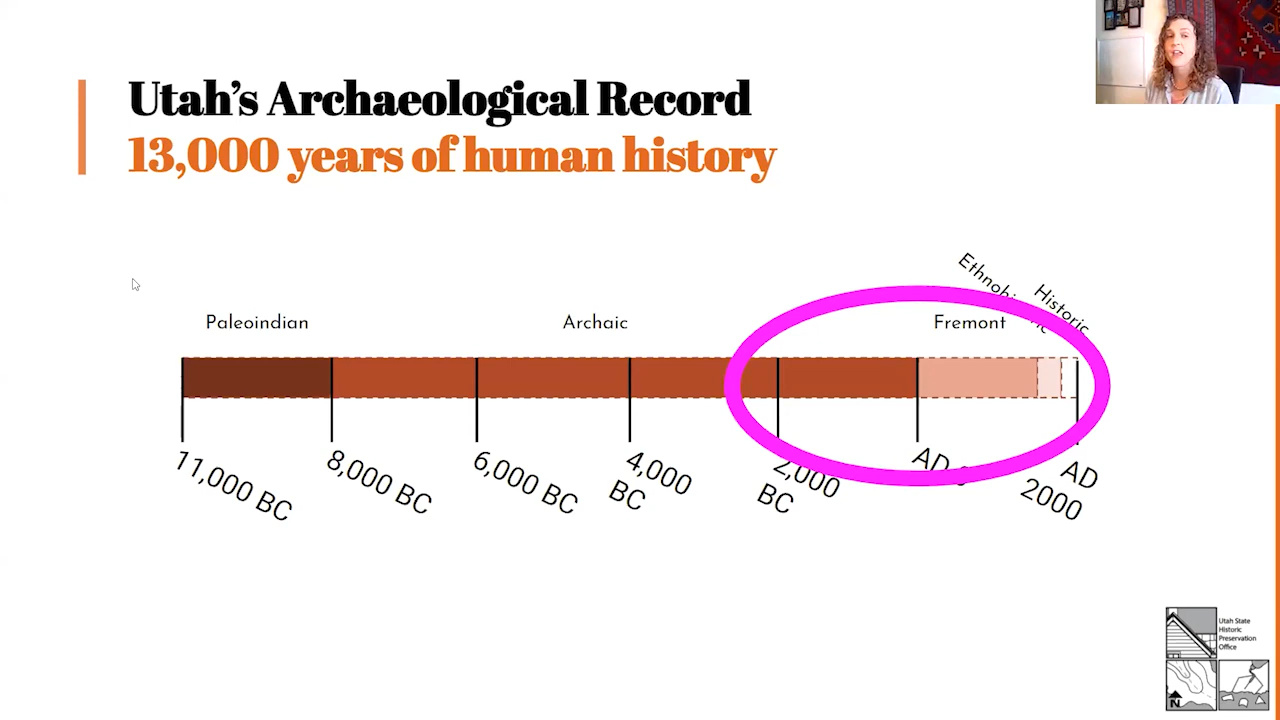 Utah's Archaeological Record
13,000 years of human history
Paleoindian
Archaic
Fremont
Historic
11,000 BC
8,000 BC
6,000 BC
4,000
BC
2,000
BC
AD
AD
2000
Utah State
Historic
Preservation
Office
N